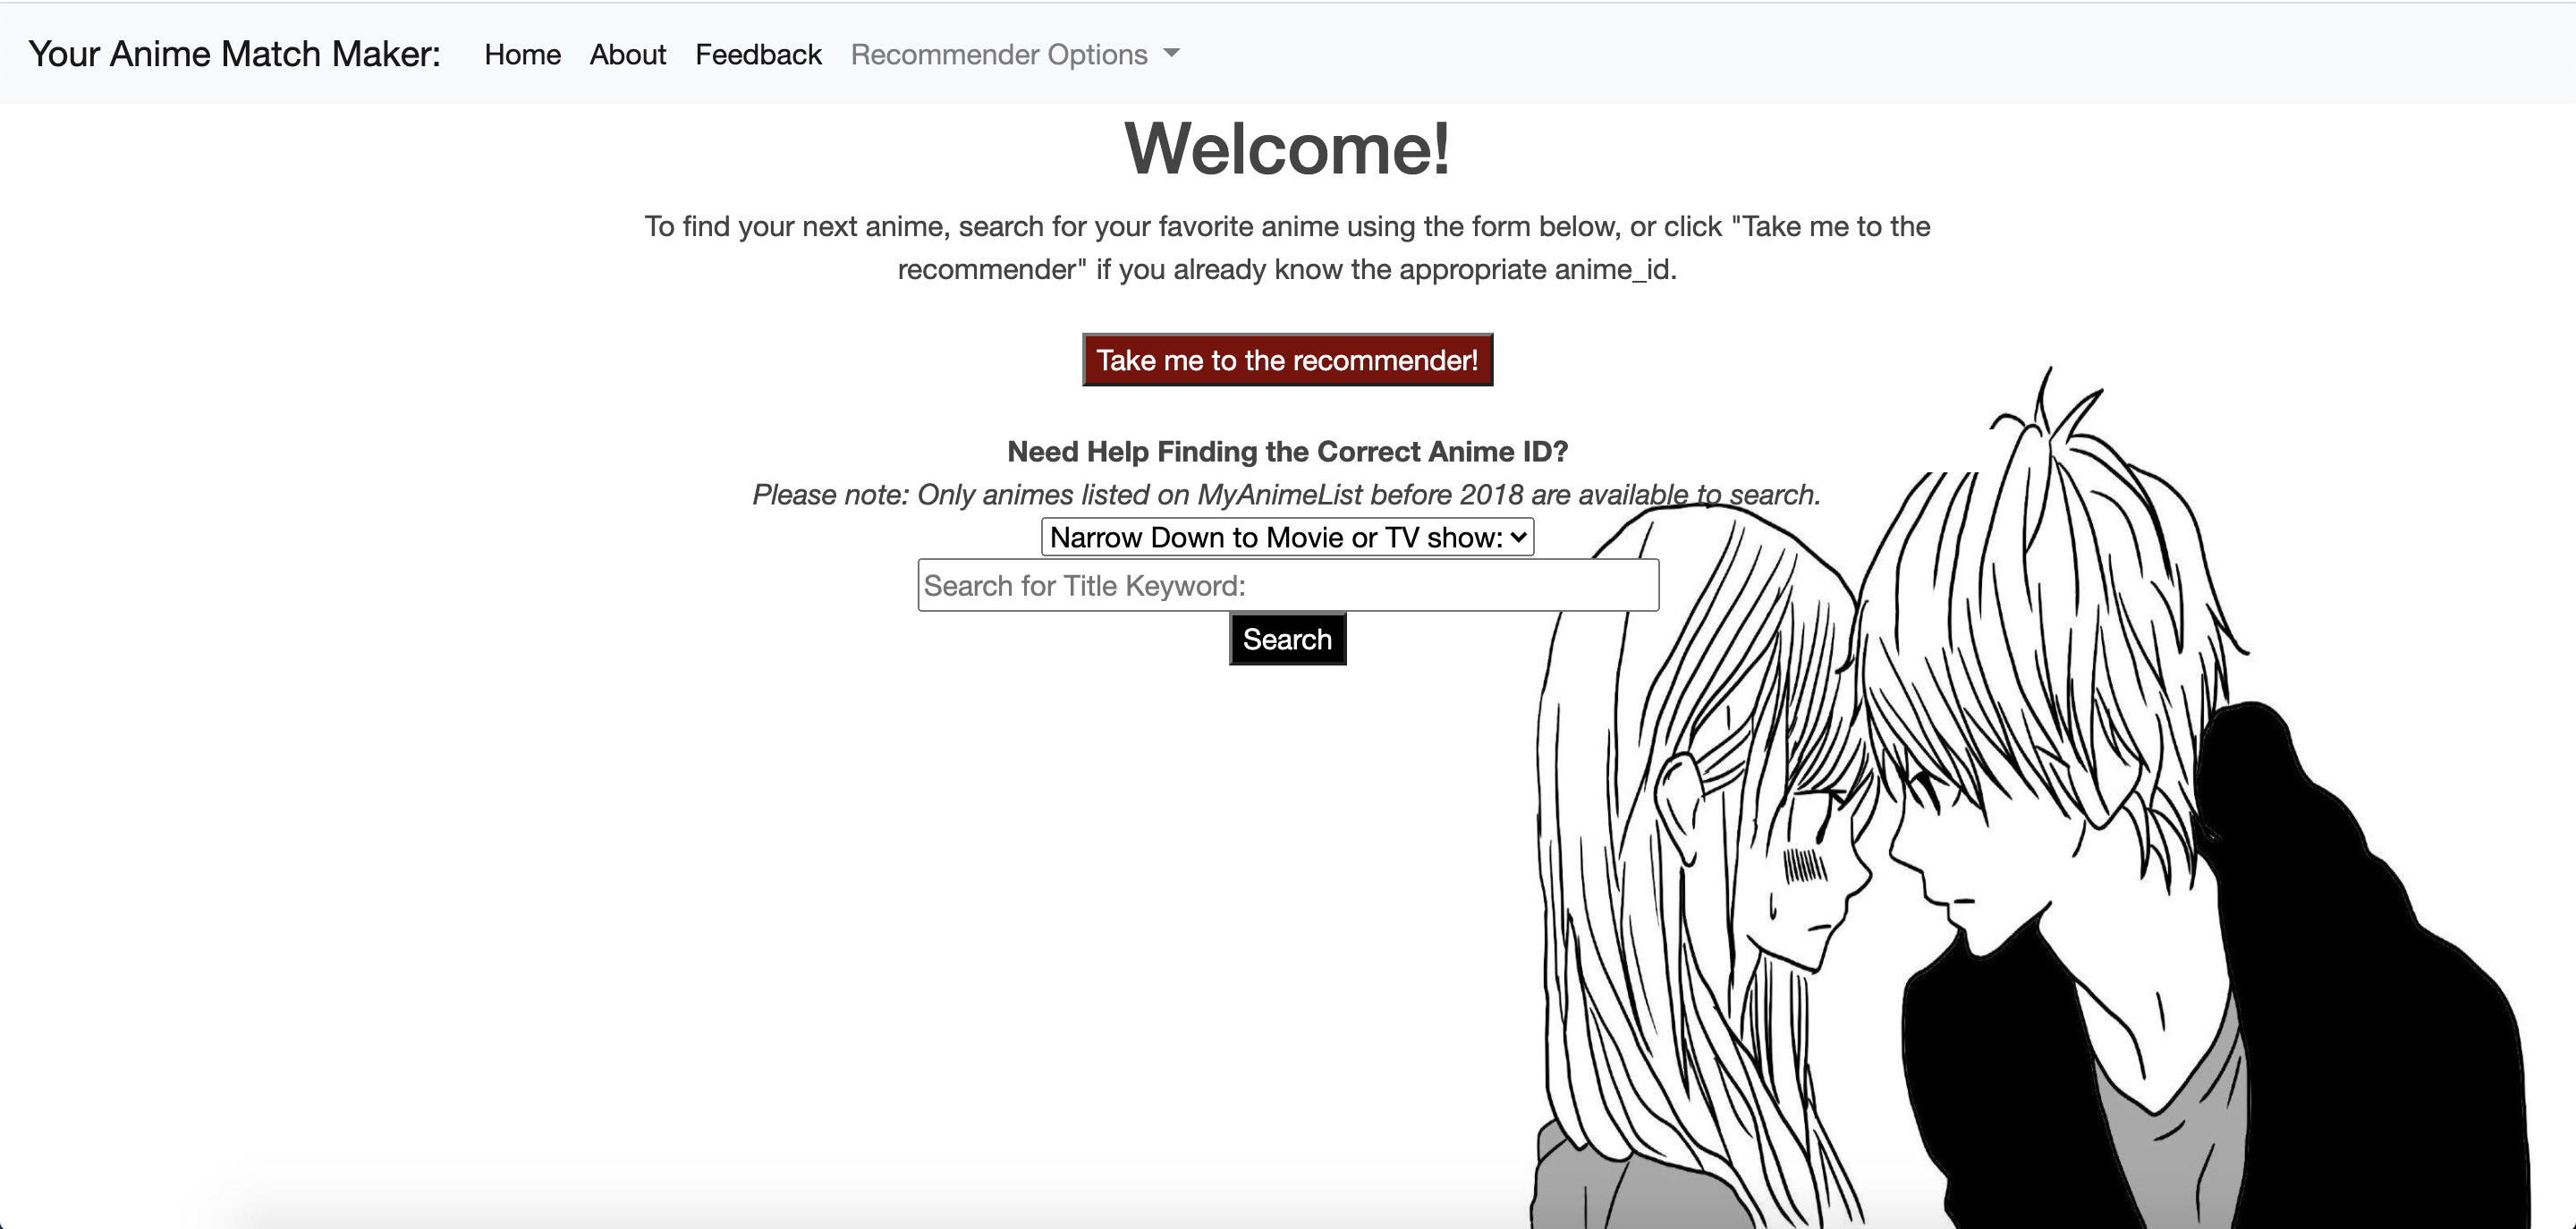 Your Anime Match Maker: Home About Feedback Recommender Options
Welcome!
To find your next anime, search for your favorite anime using the form below, or click "Take me to the
recommender" if you already know the appropriate anime_id.
Take me to the recommender!
Need Help Finding the Correct Anime ID?
Please note: Only animes listed on MyAnimeList before 2018 are available to search.
Narrow Down to Movie or TV show:
Search for Title Keyword:
Search